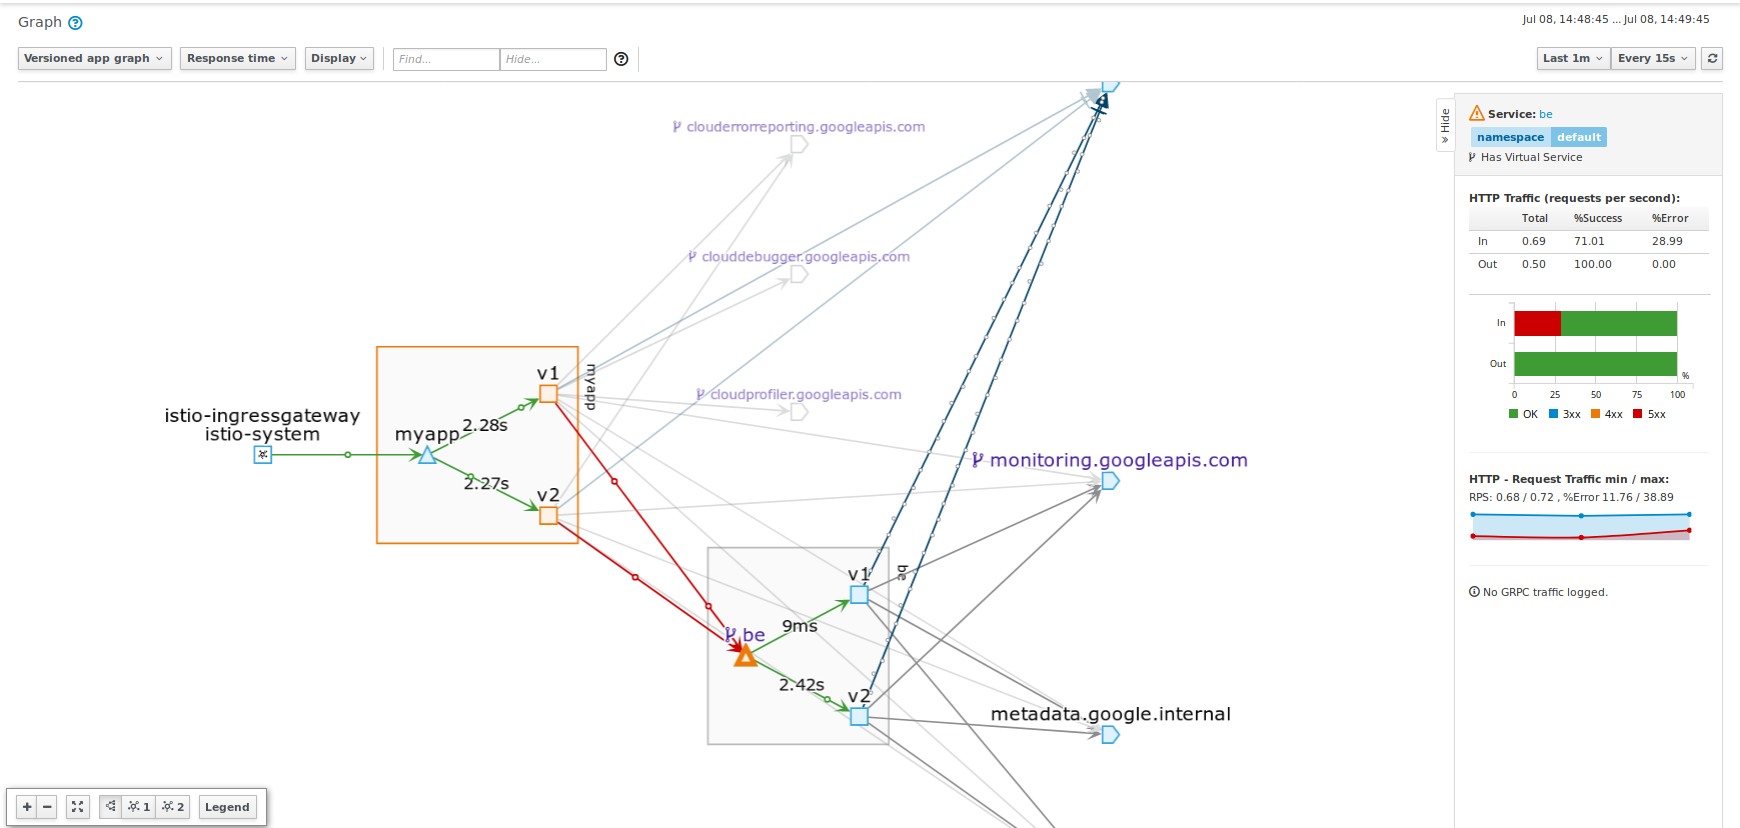 Graph
Jul 08, 14:48:45 ... Jul 08, 14:49:45
Versioned app graph
Response time
Display
Find...
Hide...
Last 1m
Every 15s
clouderrorreporting.googleapis.com
clouddebugger.googleapis.com
cloudprofiler.googleapis.com
monitoring.googleapis.com
metadata.google.internal
istio-ingressgateway
istio-system
myapp
2.28s
2.27s
v1
v2
myapp
be
9ms
2.42s
v1
v2
be
Hide
Service: be
namespace default
Has Virtual Service
HTTP Traffic (requests per second):
Total %Success %Error
In 0.69 71.01 28.99
Out 0.50 100.00 0.00
In
Out
%
0 25 50 75 100
OK 3xx 4xx 5xx
HTTP - Request Traffic min / max:
RPS: 0.68 / 0.72 , %Error 11.76 / 38.89
No GRPC traffic logged.
+ −
1
2
Legend